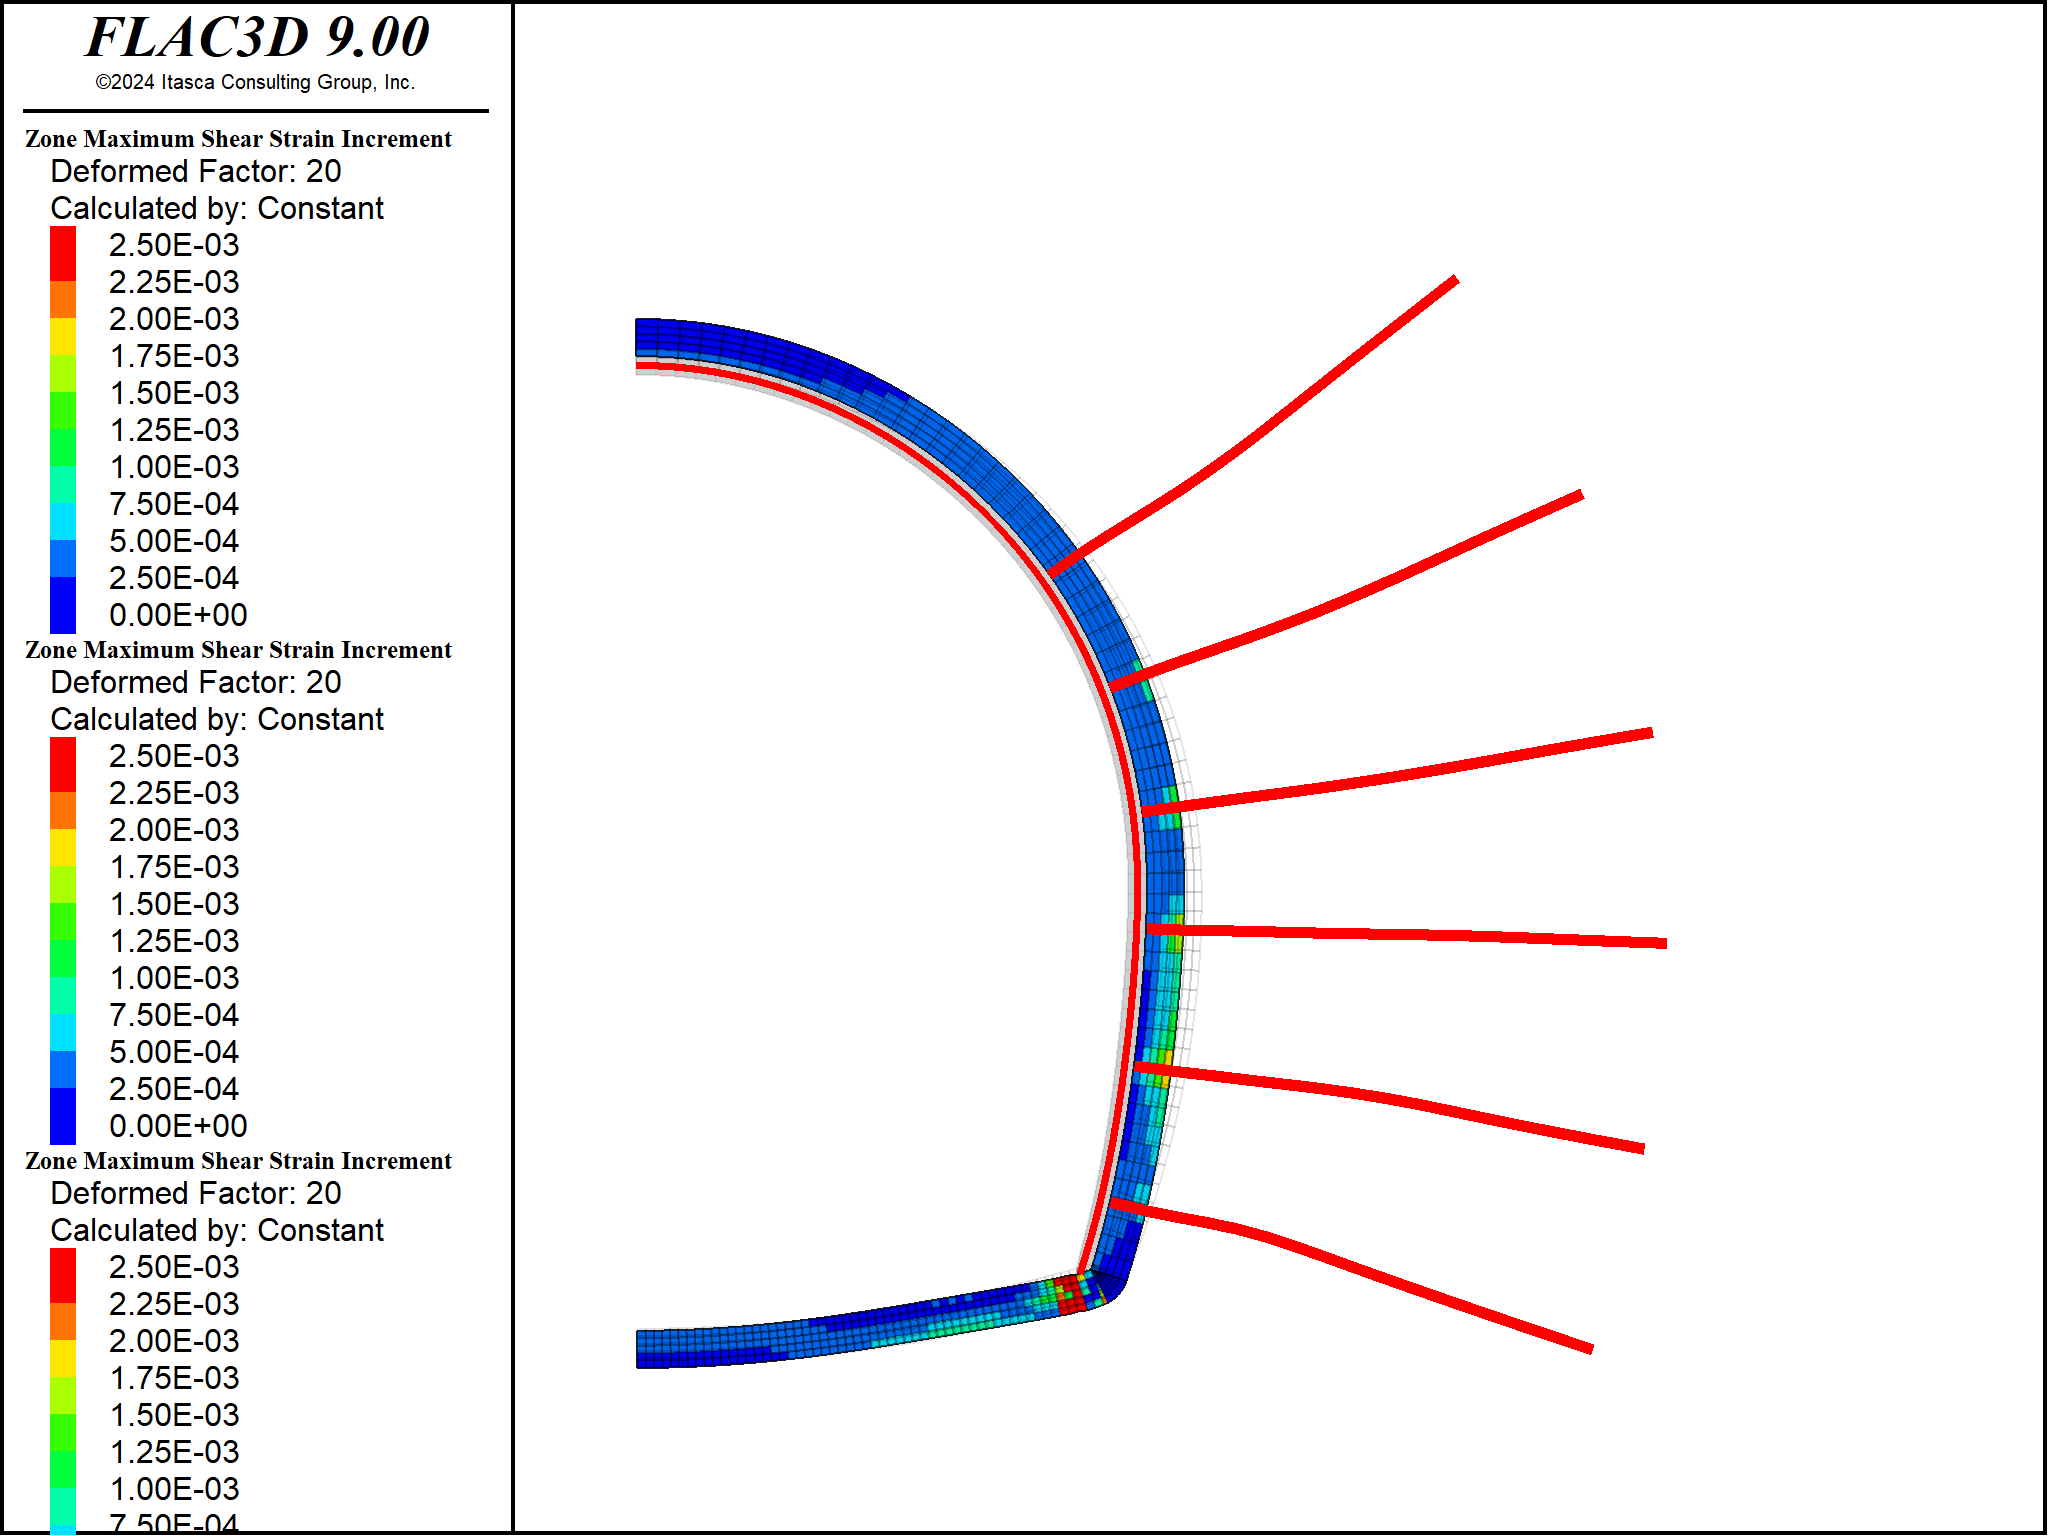 FLAC3D 9.00
©2024 Itasca Consulting Group, Inc.
Zone Maximum Shear Strain Increment
Deformed Factor: 20
Calculated by: Constant
2.50E-03
2.25E-03
2.00E-03
1.75E-03
1.50E-03
1.25E-03
1.00E-03
7.50E-04
5.00E-04
2.50E-04
0.00E+00
Zone Maximum Shear Strain Increment
Deformed Factor: 20
Calculated by: Constant
2.50E-03
2.25E-03
2.00E-03
1.75E-03
1.50E-03
1.25E-03
1.00E-03
7.50E-04
5.00E-04
2.50E-04
0.00E+00
Zone Maximum Shear Strain Increment
Deformed Factor: 20
Calculated by: Constant
2.50E-03
2.25E-03
2.00E-03
1.75E-03
1.50E-03
1.25E-03
1.00E-03
7.50E-04